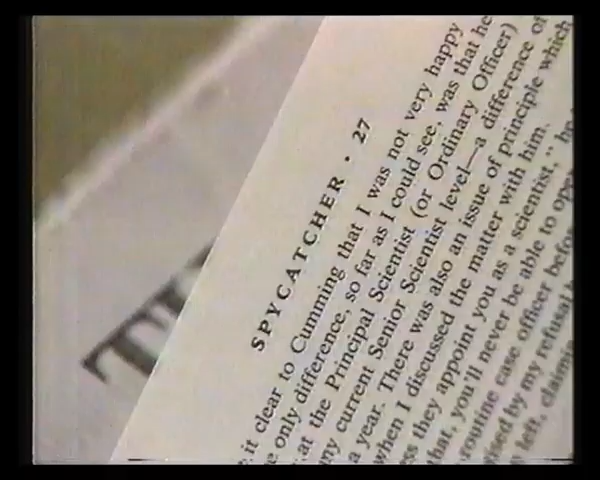 SPYCATCHER · 27
it clear to Cumming that I was not very happy
only difference, so far as I could see, was that he
at the Principal Scientist (or Ordinary Officer)
my current Senior Scientist level—a difference of
a year. There was also an issue of principle which
when I discussed the matter with him.
they appoint you as a scientist,"
that, you'll never be able to
routine case officer
by my refusal
left,